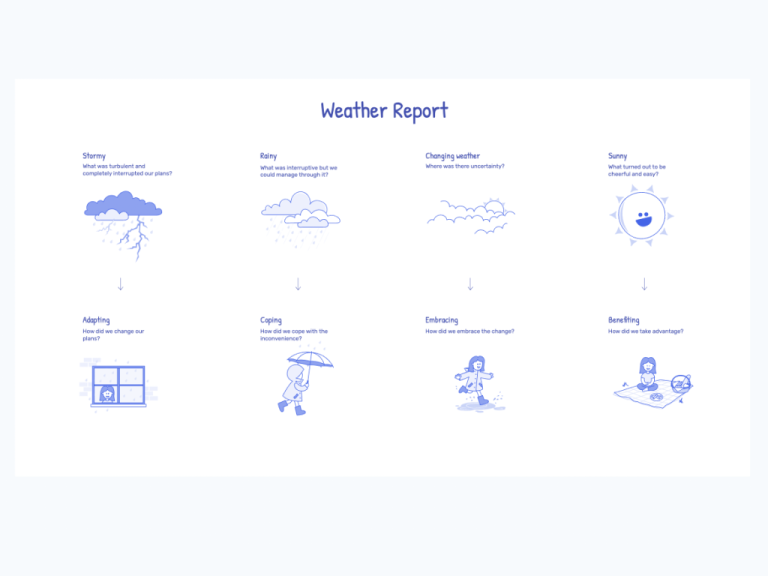 Weather Report
Stormy
What was turbulent and
completely interrupted our plans?
Rainy
What was interruptive but we
could manage through it?
Changing weather
Where was there uncertainty?
Sunny
What turned out to be
cheerful and easy?
Adapting
How did we change our
plans?
Coping
How did we cope with the
inconvenience?
Embracing
How did we embrace the change?
Benefiting
How did we take advantage?